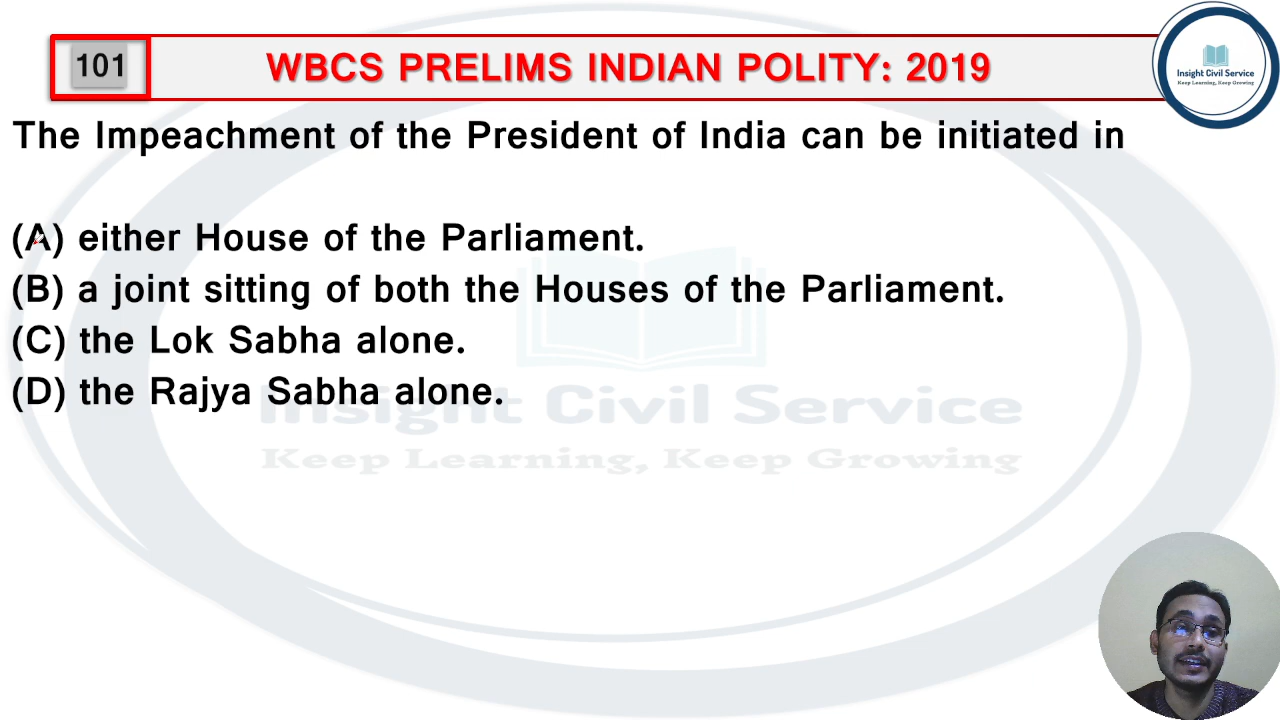 101
WBCS PRELIMS INDIAN POLITY: 2019
Insight Civil Service
Keep Learning, Keep Growing
The Impeachment of the President of India can be initiated in
(A) either House of the Parliament.
(B) a joint sitting of both the Houses of the Parliament.
(C) the Lok Sabha alone.
(D) the Rajya Sabha alone.
Insight Civil Service
Keep Learning, Keep Growing